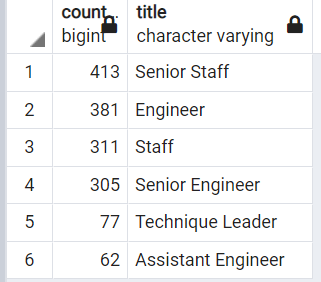 count.. title
bigint character varying
1 413 Senior Staff
2 381 Engineer
3 311 Staff
4 305 Senior Engineer
5 77 Technique Leader
6 62 Assistant Engineer